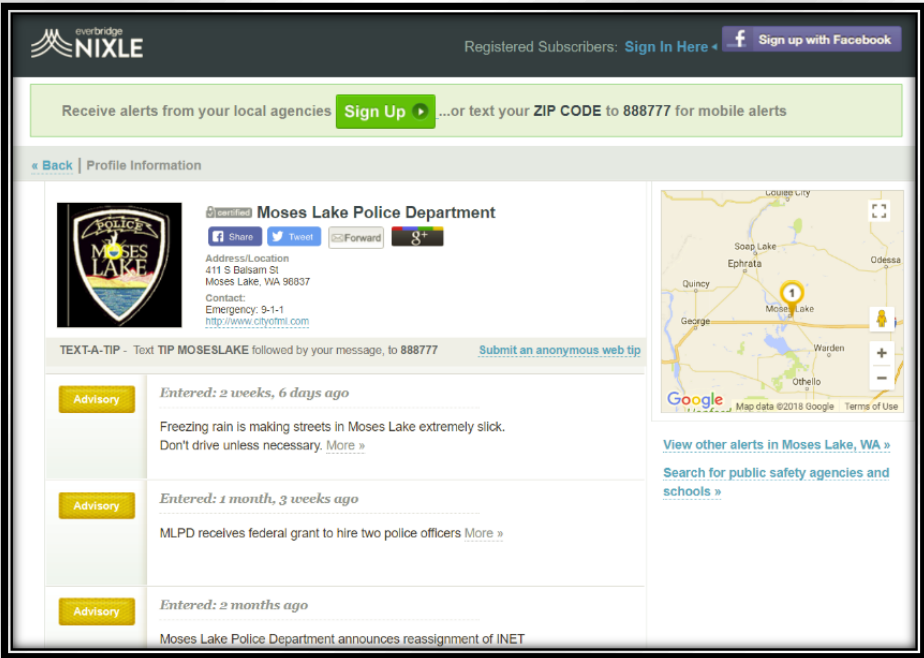 everbridge
NIXLE
Registered Subscribers: Sign In Here
f Sign up with Facebook
Receive alerts from your local agencies Sign Up ...or text your ZIP CODE to 888777 for mobile alerts
« Back | Profile Information
POLICE
MOSES
LAKE
certified Moses Lake Police Department
f Share Tweet Forward g+
Address/Location
411 S Balsam St
Moses Lake, WA 98837
Contact:
Emergency: 9-1-1
http://www.cityofml.com
TEXT-A-TIP - Text TIP MOSESLAKE followed by your message, to 888777 Submit an anonymous web tip
Advisory
Entered: 2 weeks, 6 days ago
Freezing rain is making streets in Moses Lake extremely slick.
Don't drive unless necessary. More »
Advisory
Entered: 1 month, 3 weeks ago
MLPD receives federal grant to hire two police officers More »
Advisory
Entered: 2 months ago
Moses Lake Police Department announces reassignment of INET
Coulee City
Soap Lake
Ephrata
Odessa
Quincy
1
Moses Lake
George
Warden
+
Othello
−
Google
Map data ©2018 Google Terms of Use
View other alerts in Moses Lake, WA »
Search for public safety agencies and
schools »